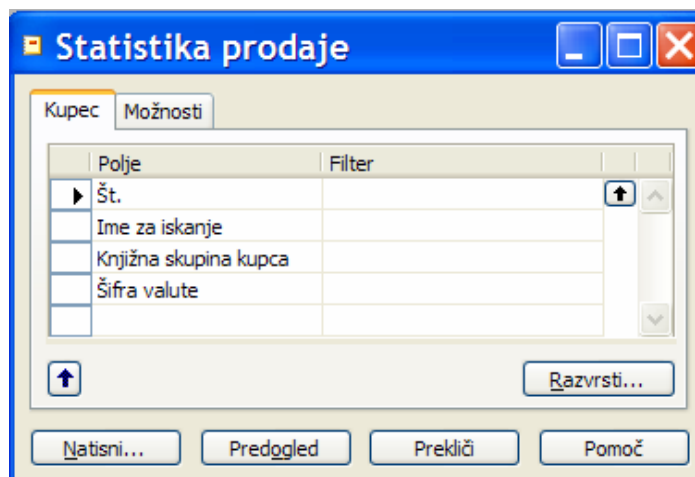 Statistika prodaje
Kupec Možnosti
Polje Filter
Št.
Ime za iskanje
Knjižna skupina kupca
Šifra valute
Razvrsti...
Natisni... Predogled Prekliči Pomoč